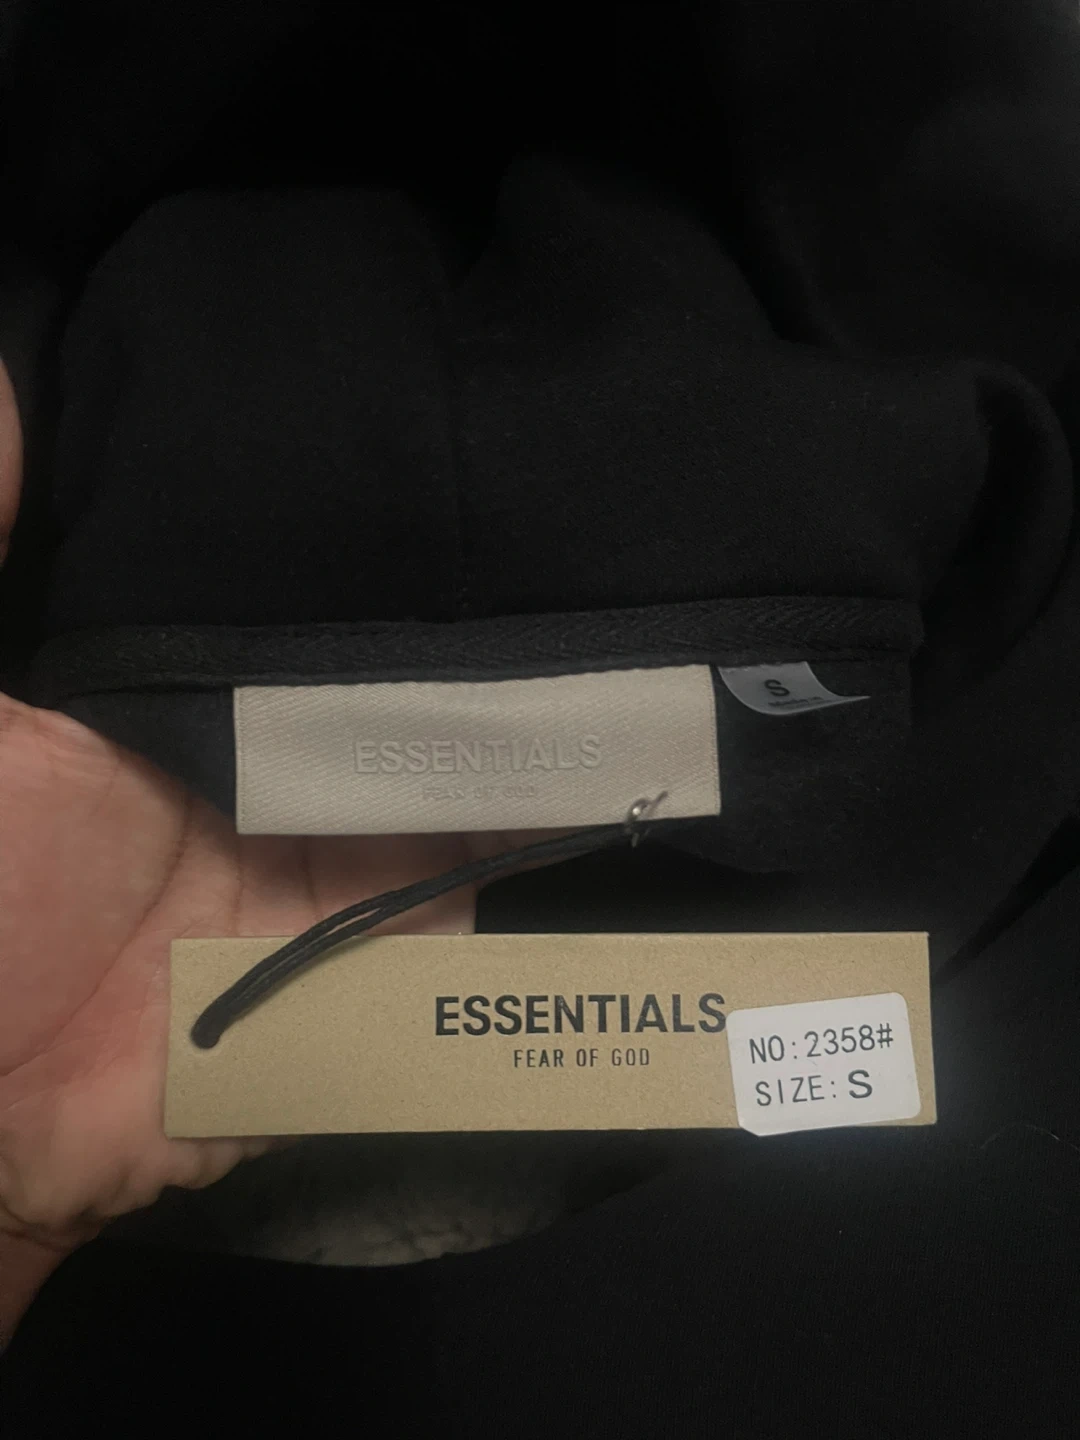 S
ESSENTIALS
FEAR OF GOD
ESSENTIALS
FEAR OF GOD
NO:2358#
SIZE:S